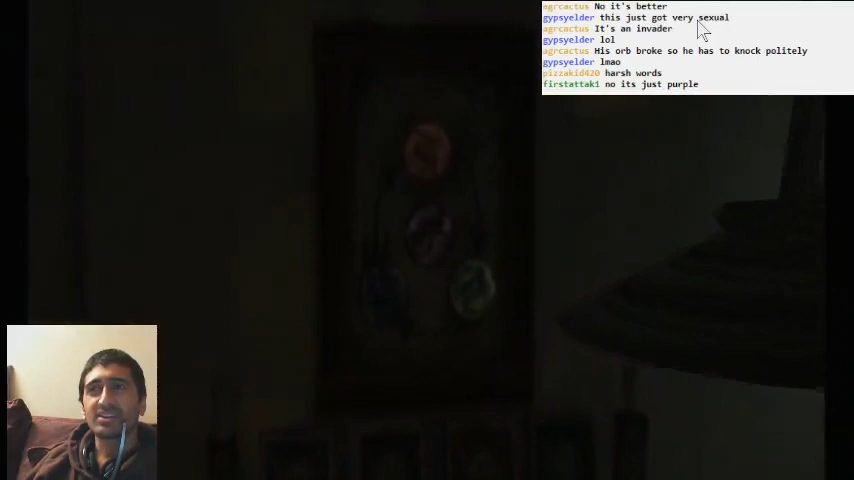 agrcactus No it's better
gypsyelder this just got very sexual
agrcactus It's an invader
gypsyelder lol
agrcactus His orb broke so he has to knock politely
gypsyelder lmao
pizzakid420 harsh words
firstattak1 no its just purple